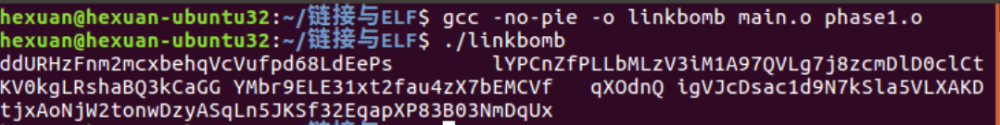 hexuan@hexuan-ubuntu32:~/链接与ELF$ gcc -no-pie -o linkbomb main.o phase1.o
hexuan@hexuan-ubuntu32:~/链接与ELF$ ./linkbomb
ddURHzFnm2mcxbehqVcVufpd68LdEePs        lYPCnZfPLLbMLzV3iM1A97QVLg7j8zcmDlD0clCt
KV0kgLRshaBQ3kCaGG YMbr9ELE31xt2fau4zX7bEMCVf   qXOdnQ igVJcDsac1d9N7kSla5VLXAKD
tjxAoNjW2tonwDzyASqLn5JKSf32EqapXP83B03NmDqUx